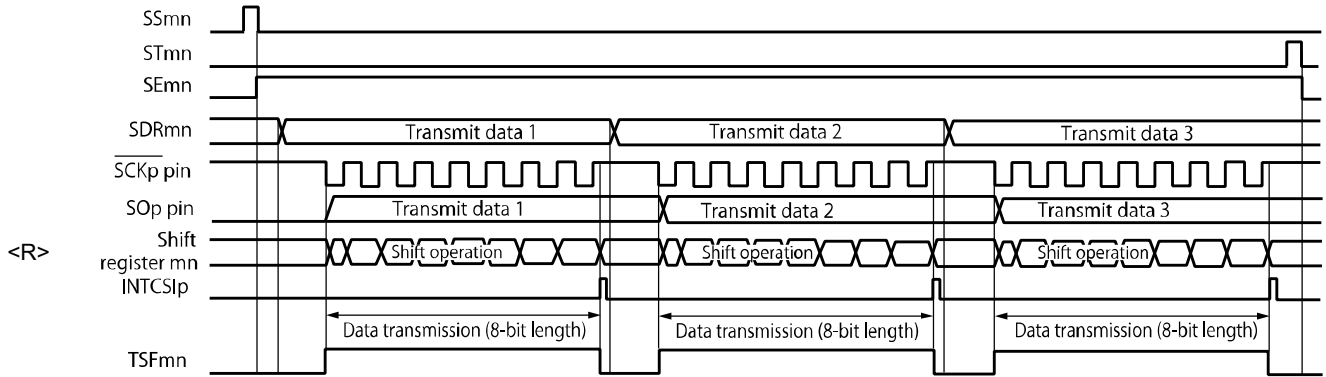 SSmn
STmn
SEmn
SDRmn Transmit data 1 Transmit data 2 Transmit data 3
SCKp pin
SOp pin Transmit data 1 Transmit data 2 Transmit data 3
<R>
Shift
register mn Shift operation Shift operation Shift operation
INTCSIp
Data transmission (8-bit length) Data transmission (8-bit length) Data transmission (8-bit length)
TSFmn